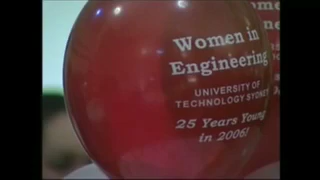 Women in
Engineering
UNIVERSITY OF
TECHNOLOGY SYDNEY
25 Years Young
in 2006!